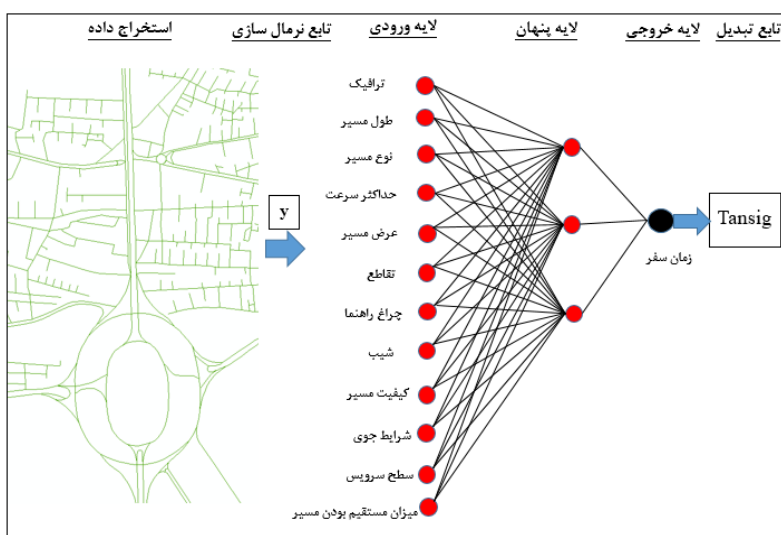 استخراج داده
تابع نرمال سازی
لایه ورودی
لایه پنهان
لایه خروجی
تابع تبدیل
ترافیک
طول مسیر
نوع مسیر
حداکثر سرعت
عرض مسیر
تقاطع
چراغ راهنما
شیب
کیفیت مسیر
شرایط جوی
سطح سرویس
میزان مستقیم بودن مسیر
y
زمان سفر
Tansig